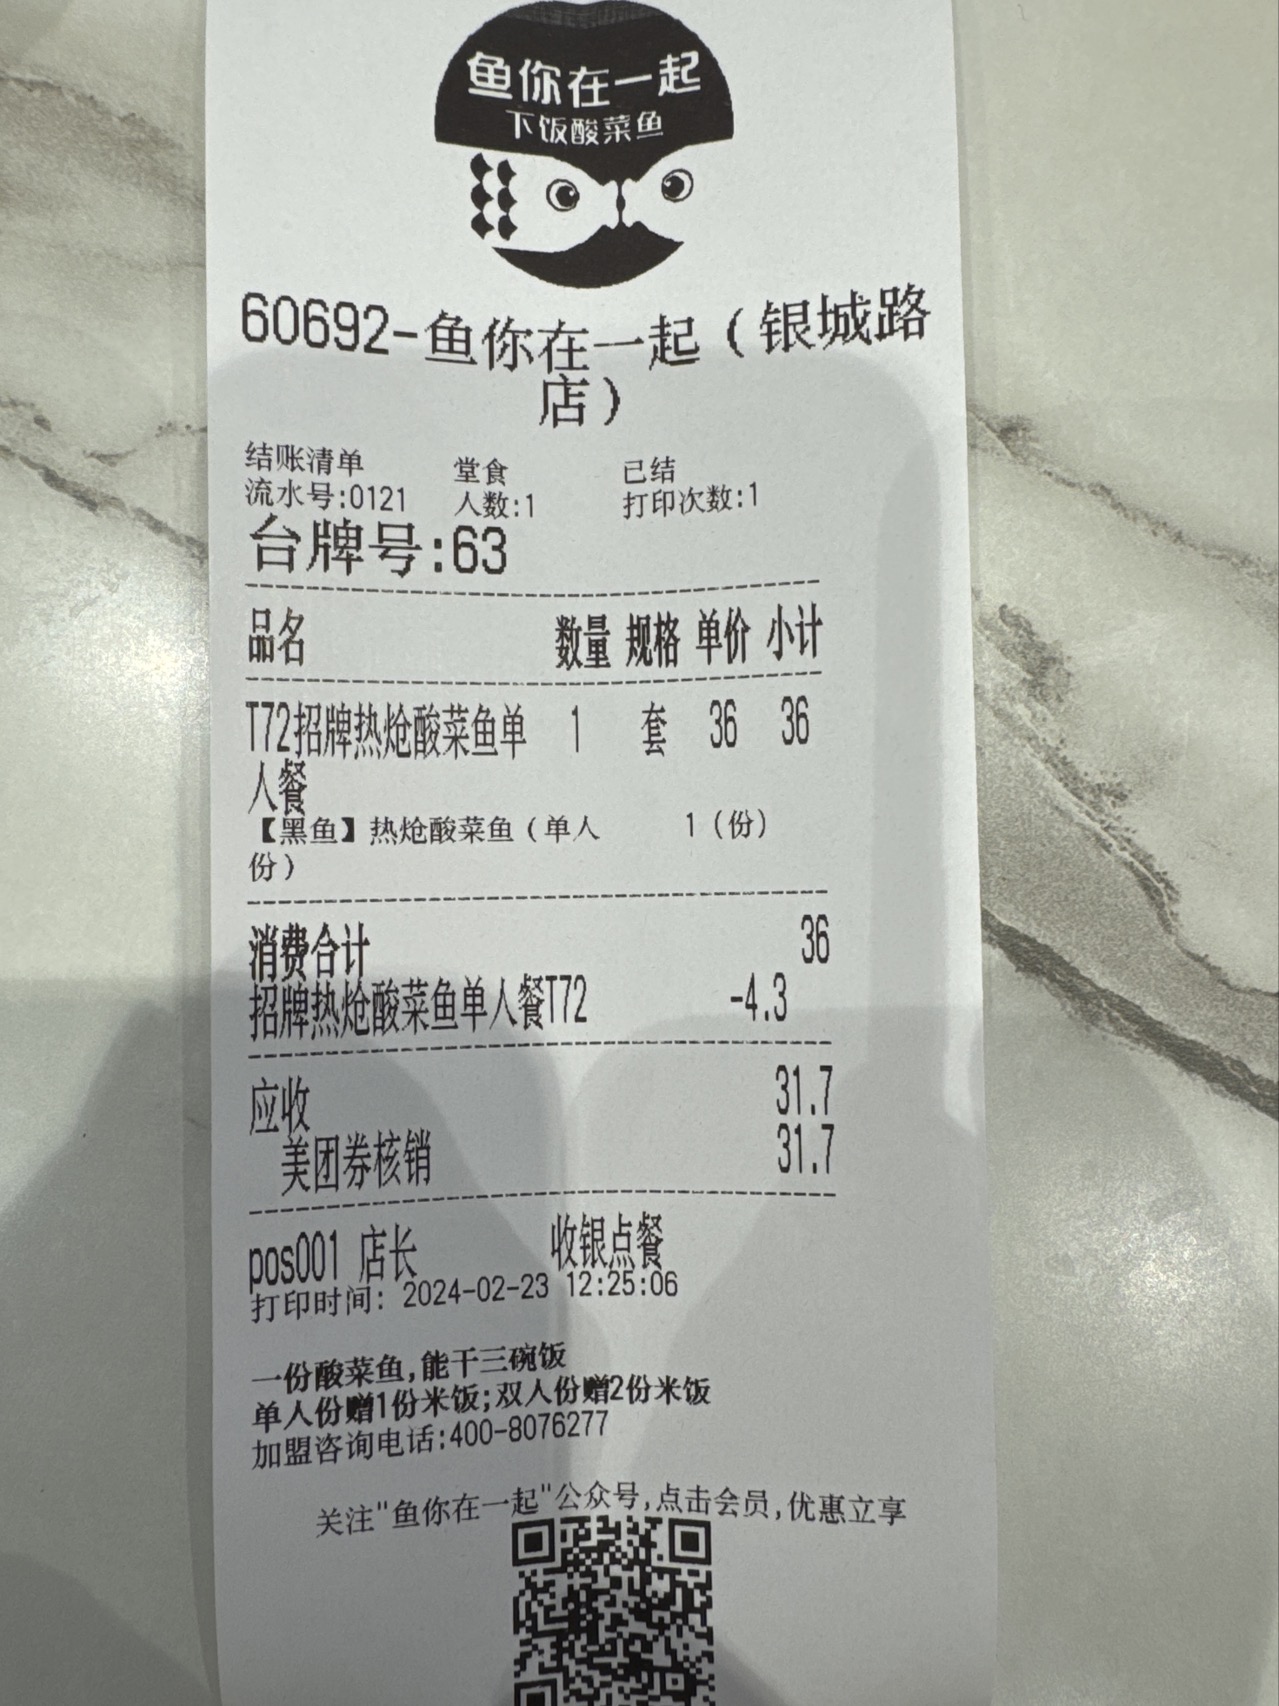 鱼你在一起
下饭酸菜鱼
60692-鱼你在一起（银城路
店）
结账清单 堂食 已结
流水号:0121 人数:1 打印次数:1
台牌号:63
品名 数量 规格 单价 小计
T72招牌热炝酸菜鱼单 1 套 36 36
人餐
【黑鱼】热炝酸菜鱼（单人 1（份）
份）
消费合计 36
招牌热炝酸菜鱼单人餐T72 -4.3
应收 31.7
美团券核销 31.7
pos001 店长 收银点餐
打印时间: 2024-02-23 12:25:06
一份酸菜鱼,能干三碗饭
单人份赠1份米饭;双人份赠2份米饭
加盟咨询电话:400-8076277
关注"鱼你在一起"公众号,点击会员,优惠立享